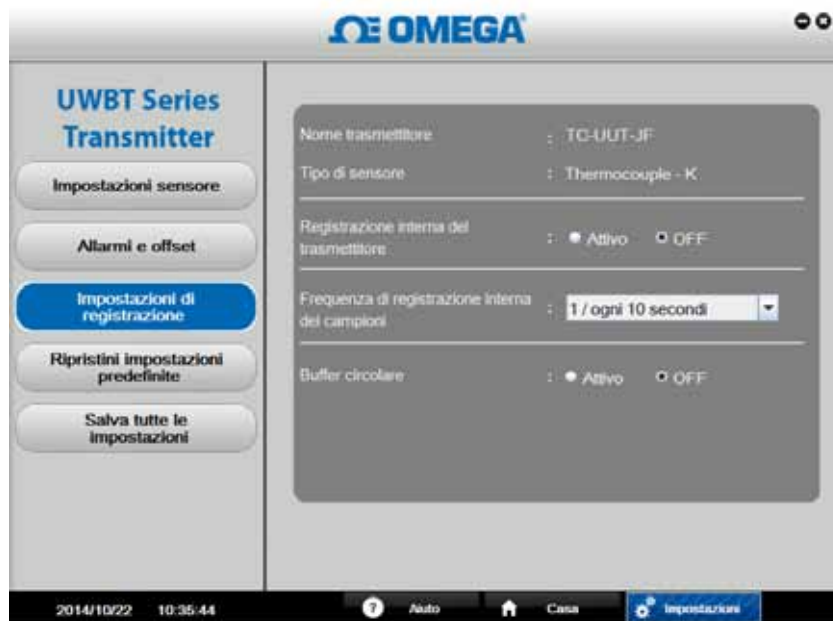 OMEGA
UWBT Series
Transmitter
Impostazioni sensore
Allarmi e offset
Impostazioni di
registrazione
Ripristini impostazioni
predefinite
Salva tutte le
impostazioni
Nome trasmettitore : TC-UUT-JF
Tipo di sensore : Thermocouple - K
Registrazione interna del
trasmettitore : Attivo OFF
Frequenza di registrazione interna
dei campioni : 1 / ogni 10 secondi
Buffer circolare : Attivo OFF
2014/10/22 10:35:44 ? Aiuto Casa Impostazioni